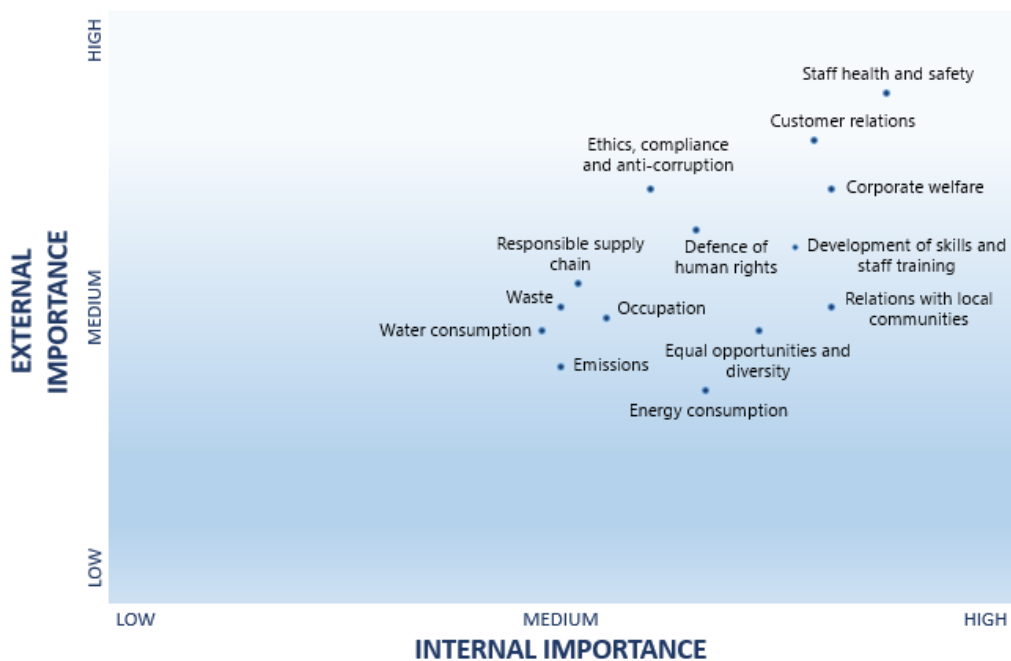 HIGH
Staff health and safety
Customer relations
Ethics, compliance
and anti-corruption
Corporate welfare
Responsible supply
chain
Defence of
human rights
Development of skills and
staff training
EXTERNAL
IMPORTANCE
MEDIUM
Waste
Occupation
Relations with local
communities
Water consumption
Emissions
Equal opportunities and
diversity
Energy consumption
LOW
LOW
MEDIUM
HIGH
INTERNAL IMPORTANCE